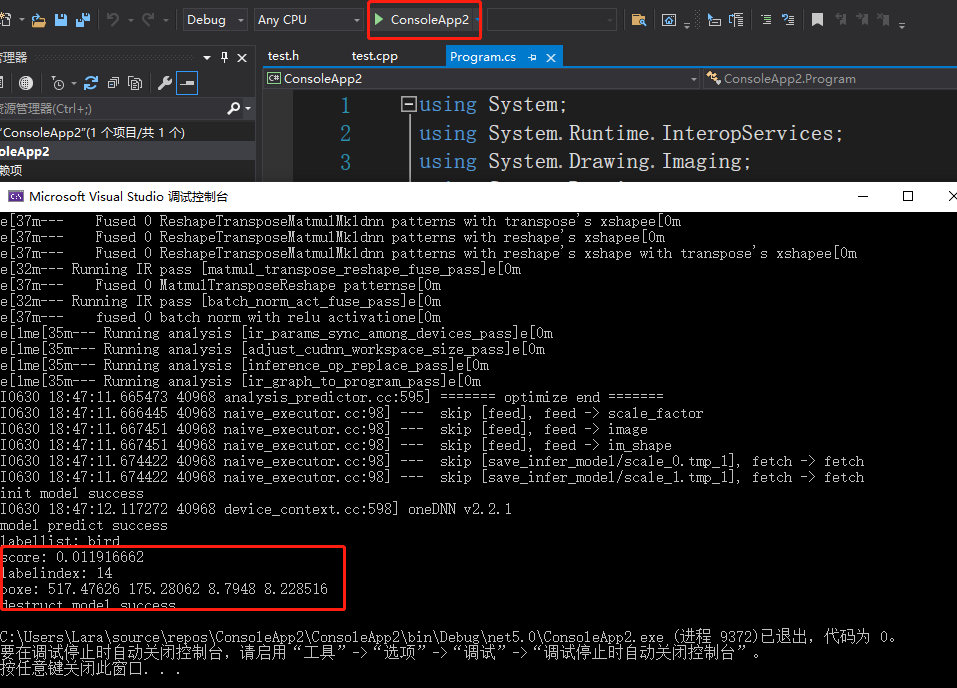 Debug Any CPU ConsoleApp2
管理器 test.h test.cpp Program.cs
ConsoleApp2 ConsoleApp2.Program
资源管理器(Ctrl+;)
1 using System;
"ConsoleApp2"(1 个项目/共 1 个)
2 using System.Runtime.InteropServices;
oleApp2
3 using System.Drawing.Imaging;
赖项
Microsoft Visual Studio 调试控制台
e[37m--- Fused 0 ReshapeTransposeMatmulMkldnn patterns with transpose's xshapee[0m
e[37m--- Fused 0 ReshapeTransposeMatmulMkldnn patterns with reshape's xshapee[0m
e[37m--- Fused 0 ReshapeTransposeMatmulMkldnn patterns with reshape's xshape with transpose's xshapee[0m
e[32m--- Running IR pass [matmul_transpose_reshape_fuse_pass]e[0m
e[37m--- Fused 0 MatmulTransposeReshape patternse[0m
e[32m--- Running IR pass [batch_norm_act_fuse_pass]e[0m
e[37m--- fused 0 batch norm with relu activatione[0m
e[1me[35m--- Running analysis [ir_params_sync_among_devices_pass]e[0m
e[1me[35m--- Running analysis [adjust_cudnn_workspace_size_pass]e[0m
e[1me[35m--- Running analysis [inference_op_replace_pass]e[0m
e[1me[35m--- Running analysis [ir_graph_to_program_pass]e[0m
I0630 18:47:11.665473 40968 analysis_predictor.cc:595] ======= optimize end =======
I0630 18:47:11.666445 40968 naive_executor.cc:98] --- skip [feed], feed -> scale_factor
I0630 18:47:11.667451 40968 naive_executor.cc:98] --- skip [feed], feed -> image
I0630 18:47:11.667451 40968 naive_executor.cc:98] --- skip [feed], feed -> im_shape
I0630 18:47:11.674422 40968 naive_executor.cc:98] --- skip [save_infer_model/scale_0.tmp_1], fetch -> fetch
I0630 18:47:11.674422 40968 naive_executor.cc:98] --- skip [save_infer_model/scale_1.tmp_1], fetch -> fetch
init model success
I0630 18:47:12.117272 40968 device_context.cc:598] oneDNN v2.2.1
model predict success
labellist: bird
score: 0.011916662
labelindex: 14
boxe: 517.47626 175.28062 8.7948 8.228516
destruct model success
C:\Users\Lara\source\repos\ConsoleApp2\ConsoleApp2\bin\Debug\net5.0\ConsoleApp2.exe (进程 9372)已退出，代码为 0。
要在调试停止时自动关闭控制台，请启用“工具”->“选项”->“调试”->“调试停止时自动关闭控制台”。
按任意键关闭此窗口. . .